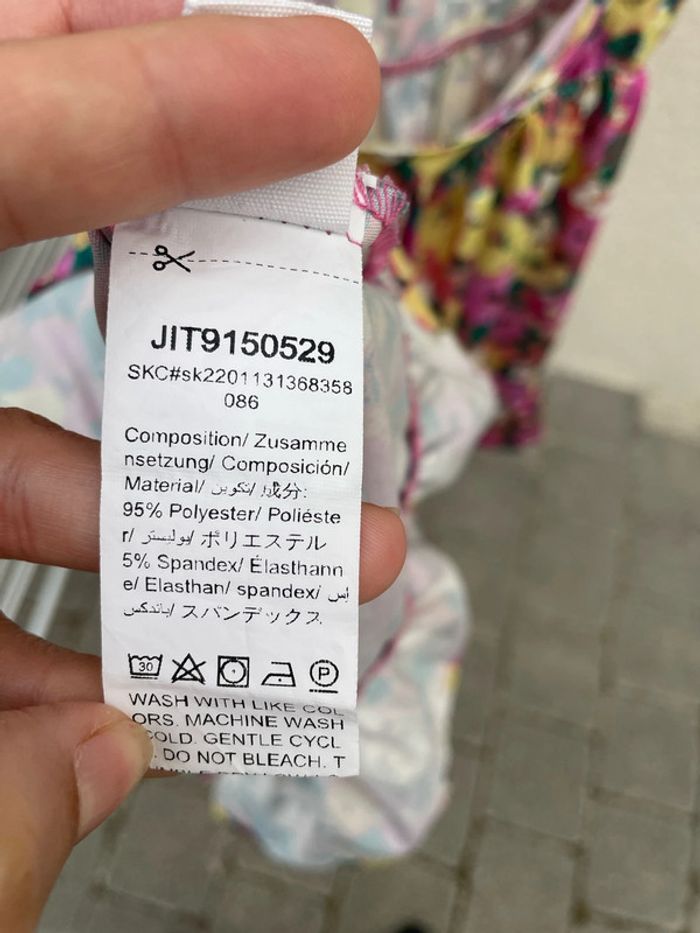 JIT9150529
SKC#sk2201131368358
086
Composition/ Zusamme
nsetzung/ Composición/
Material/ تكوين/ 成分:
95% Polyester/ Poliéste
r/ بوليستر/ ポリエステル
5% Spandex/ Élasthann
e/ Elasthan/ spandex/ إس
باندكس/ スパンデックス
30
P
WASH WITH LIKE COL
ORS. MACHINE WASH
COLD. GENTLE CYCL
DO NOT BLEACH. T